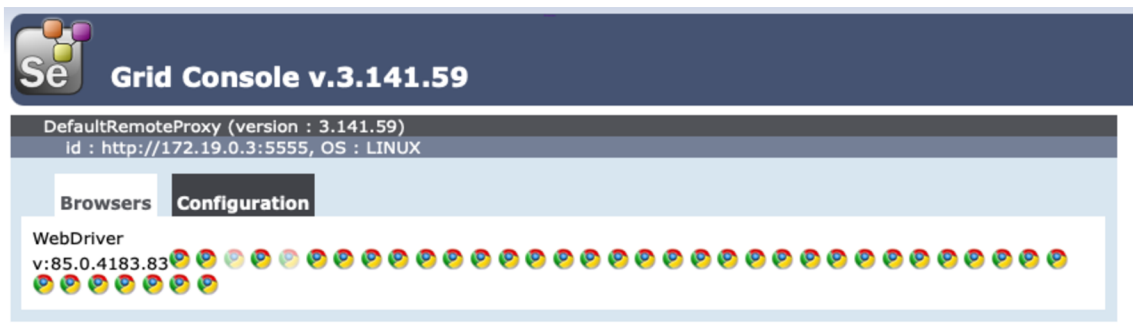 Se
Grid Console v.3.141.59
DefaultRemoteProxy (version : 3.141.59)
id : http://172.19.0.3:5555, OS : LINUX
Browsers Configuration
WebDriver
v:85.0.4183.83